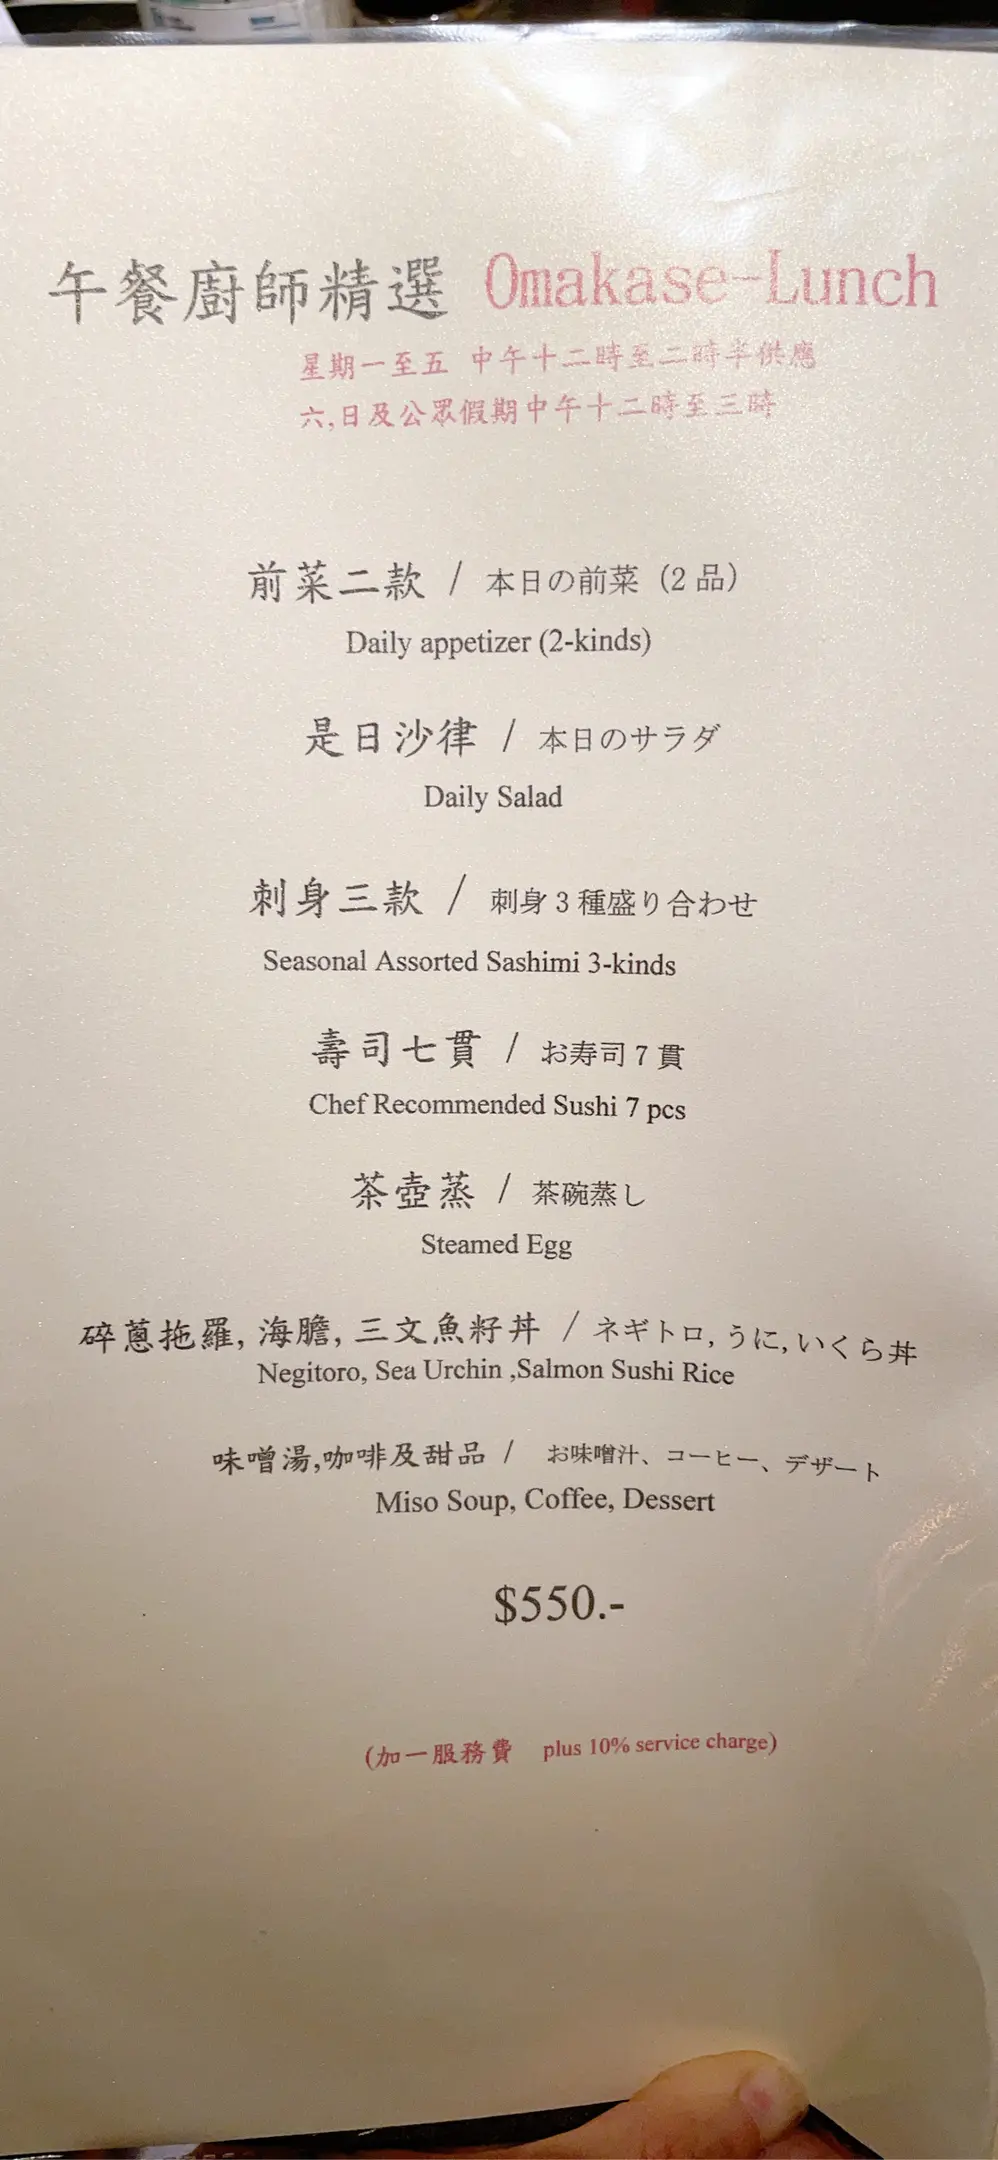 午餐廚師精選 Omakase-Lunch
星期一至五 中午十二時至二時半供應
六,日及公眾假期中午十二時至三時
前菜二款 / 本日の前菜（2 品）
Daily appetizer (2-kinds)
是日沙律 / 本日のサラダ
Daily Salad
刺身三款 / 刺身 3 種盛り合わせ
Seasonal Assorted Sashimi 3-kinds
壽司七貫 / お寿司 7 貫
Chef Recommended Sushi 7 pcs
茶壺蒸 / 茶碗蒸し
Steamed Egg
碎蔥拖羅, 海膽, 三文魚籽丼 / ネギトロ, うに, いくら丼
Negitoro, Sea Urchin ,Salmon Sushi Rice
味噌湯,咖啡及甜品 / お味噌汁、コーヒー、デザート
Miso Soup, Coffee, Dessert
$550.-
(加一服務費 plus 10% service charge)